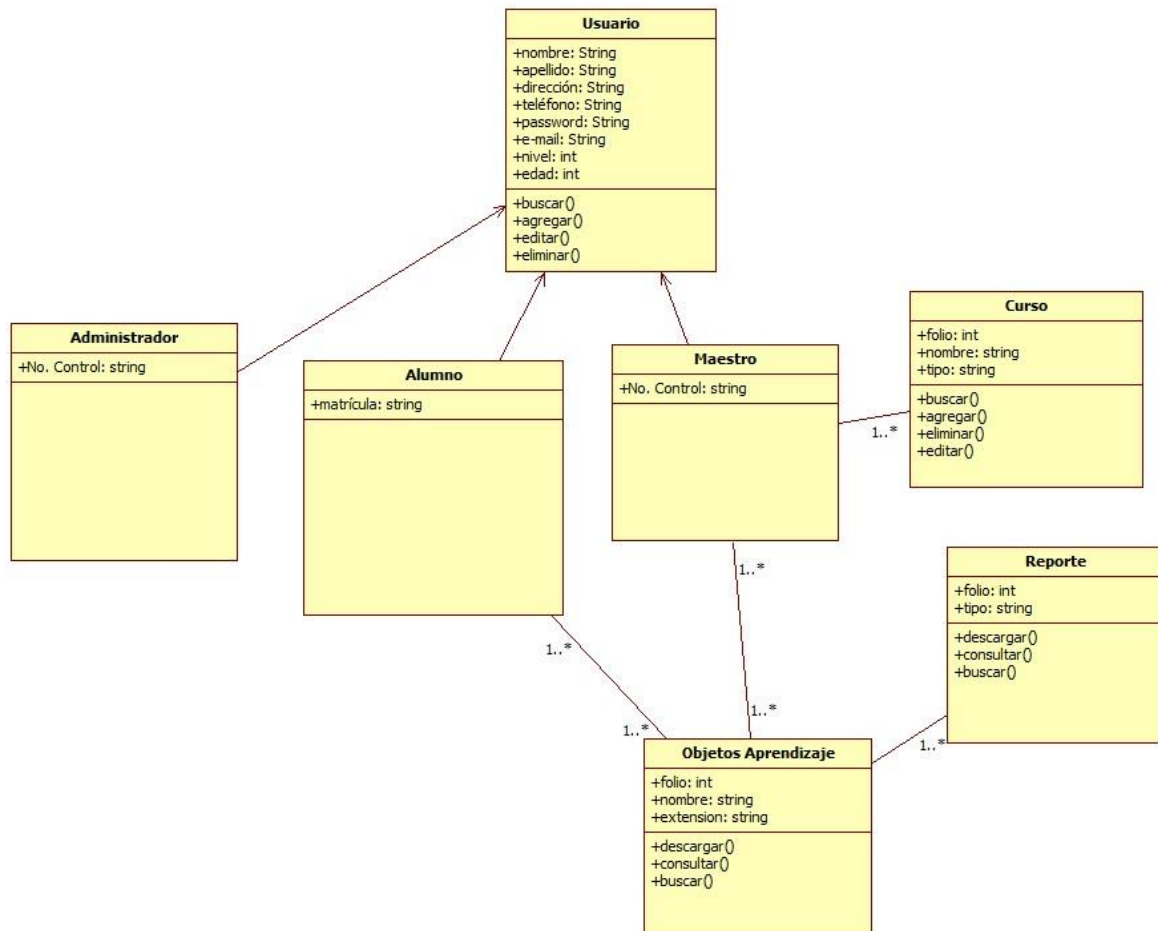 Usuario
+nombre: String
+apellido: String
+dirección: String
+teléfono: String
+password: String
+e-mail: String
+nivel: int
+edad: int
+buscar()
+agregar()
+editar()
+eliminar()
Administrador
+No. Control: string
Alumno
+matrícula: string
Maestro
+No. Control: string
Curso
+folio: int
+nombre: string
+tipo: string
+buscar()
+agregar()
+eliminar()
+editar()
1..*
1..*
1..*
Reporte
+folio: int
+tipo: string
+descargar()
+consultar()
+buscar()
1..*
1..*
1..*
Objetos Aprendizaje
+folio: int
+nombre: string
+extension: string
+descargar()
+consultar()
+buscar()